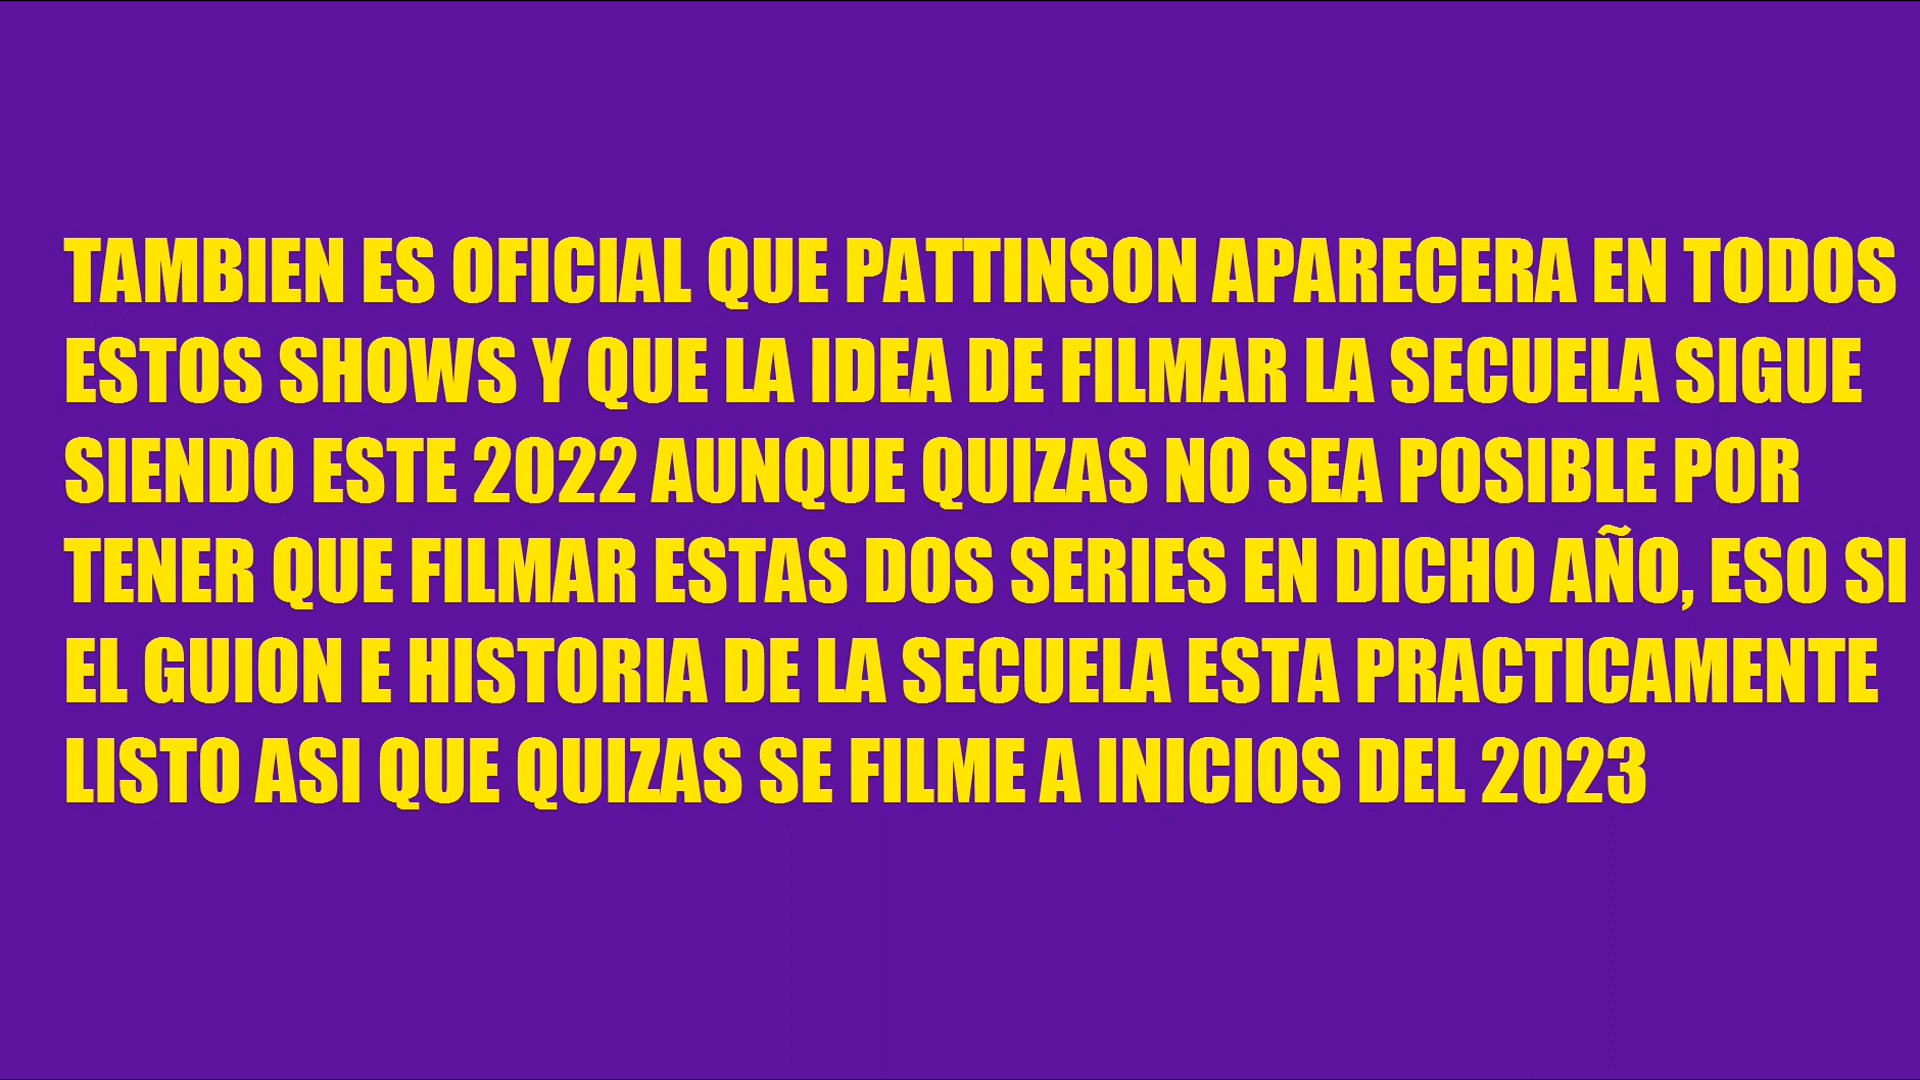 TAMBIEN ES OFICIAL QUE PATTINSON APARECERA EN TODOS
ESTOS SHOWS Y QUE LA IDEA DE FILMAR LA SECUELA SIGUE
SIENDO ESTE 2022 AUNQUE QUIZAS NO SEA POSIBLE POR
TENER QUE FILMAR ESTAS DOS SERIES EN DICHO AÑO, ESO SI
EL GUION E HISTORIA DE LA SECUELA ESTA PRACTICAMENTE
LISTO ASI QUE QUIZAS SE FILME A INICIOS DEL 2023